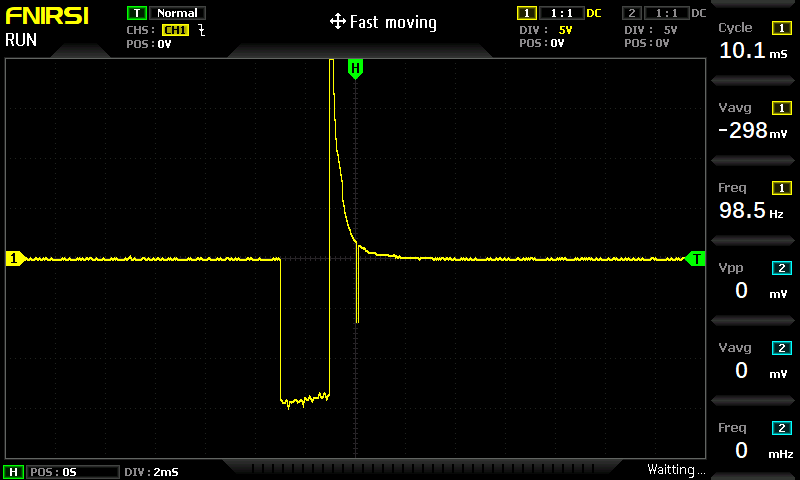 FNIRSI
RUN
T Normal
CHS: CH1
POS: 0V
Fast moving
1 1:1 DC
DIV: 5V
POS: 0V
2 1:1 DC
DIV: 5V
POS: 0V
H
1
T
Cycle 1
10.1 mS
Vavg 1
-298 mV
Freq 1
98.5 Hz
Vpp 2
0 mV
Vavg 2
0 mV
Freq 2
0 mHz
H POS: 0S DIV: 2mS
Waitting...